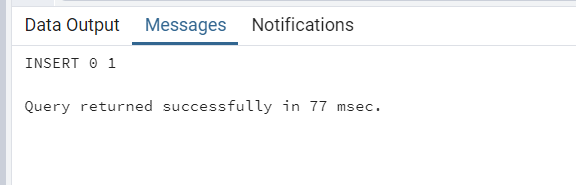 Data Output Messages Notifications
INSERT 0 1
Query returned successfully in 77 msec.